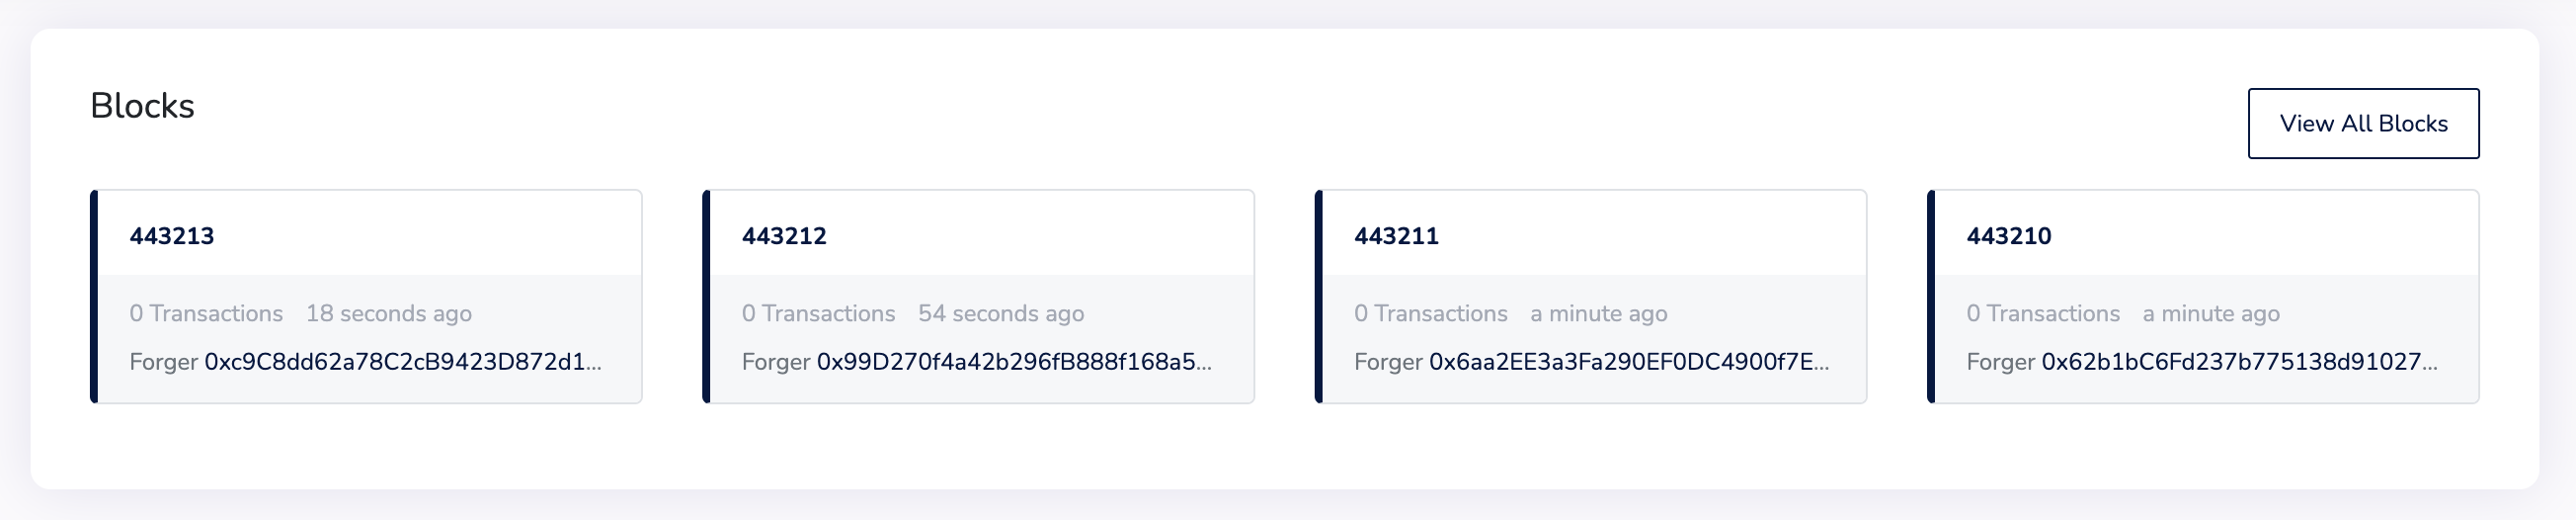 Blocks
View All Blocks
443213
0 Transactions 18 seconds ago
Forger 0xc9C8dd62a78C2cB9423D872d1...
443212
0 Transactions 54 seconds ago
Forger 0x99D270f4a42b296fB888f168a5...
443211
0 Transactions a minute ago
Forger 0x6aa2EE3a3Fa290EF0DC4900f7E...
443210
0 Transactions a minute ago
Forger 0x62b1bC6Fd237b775138d91027...